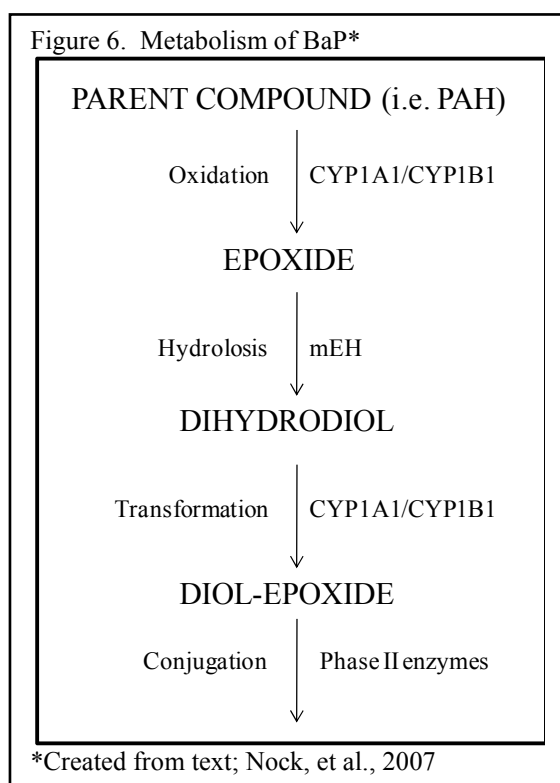 Figure 6. Metabolism of BaP*
PARENT COMPOUND (i.e. PAH)
Oxidation CYP1A1/CYP1B1
EPOXIDE
Hydrolosis mEH
DIHYDRODIOL
Transformation CYP1A1/CYP1B1
DIOL-EPOXIDE
Conjugation Phase II enzymes
*Created from text; Nock, et al., 2007